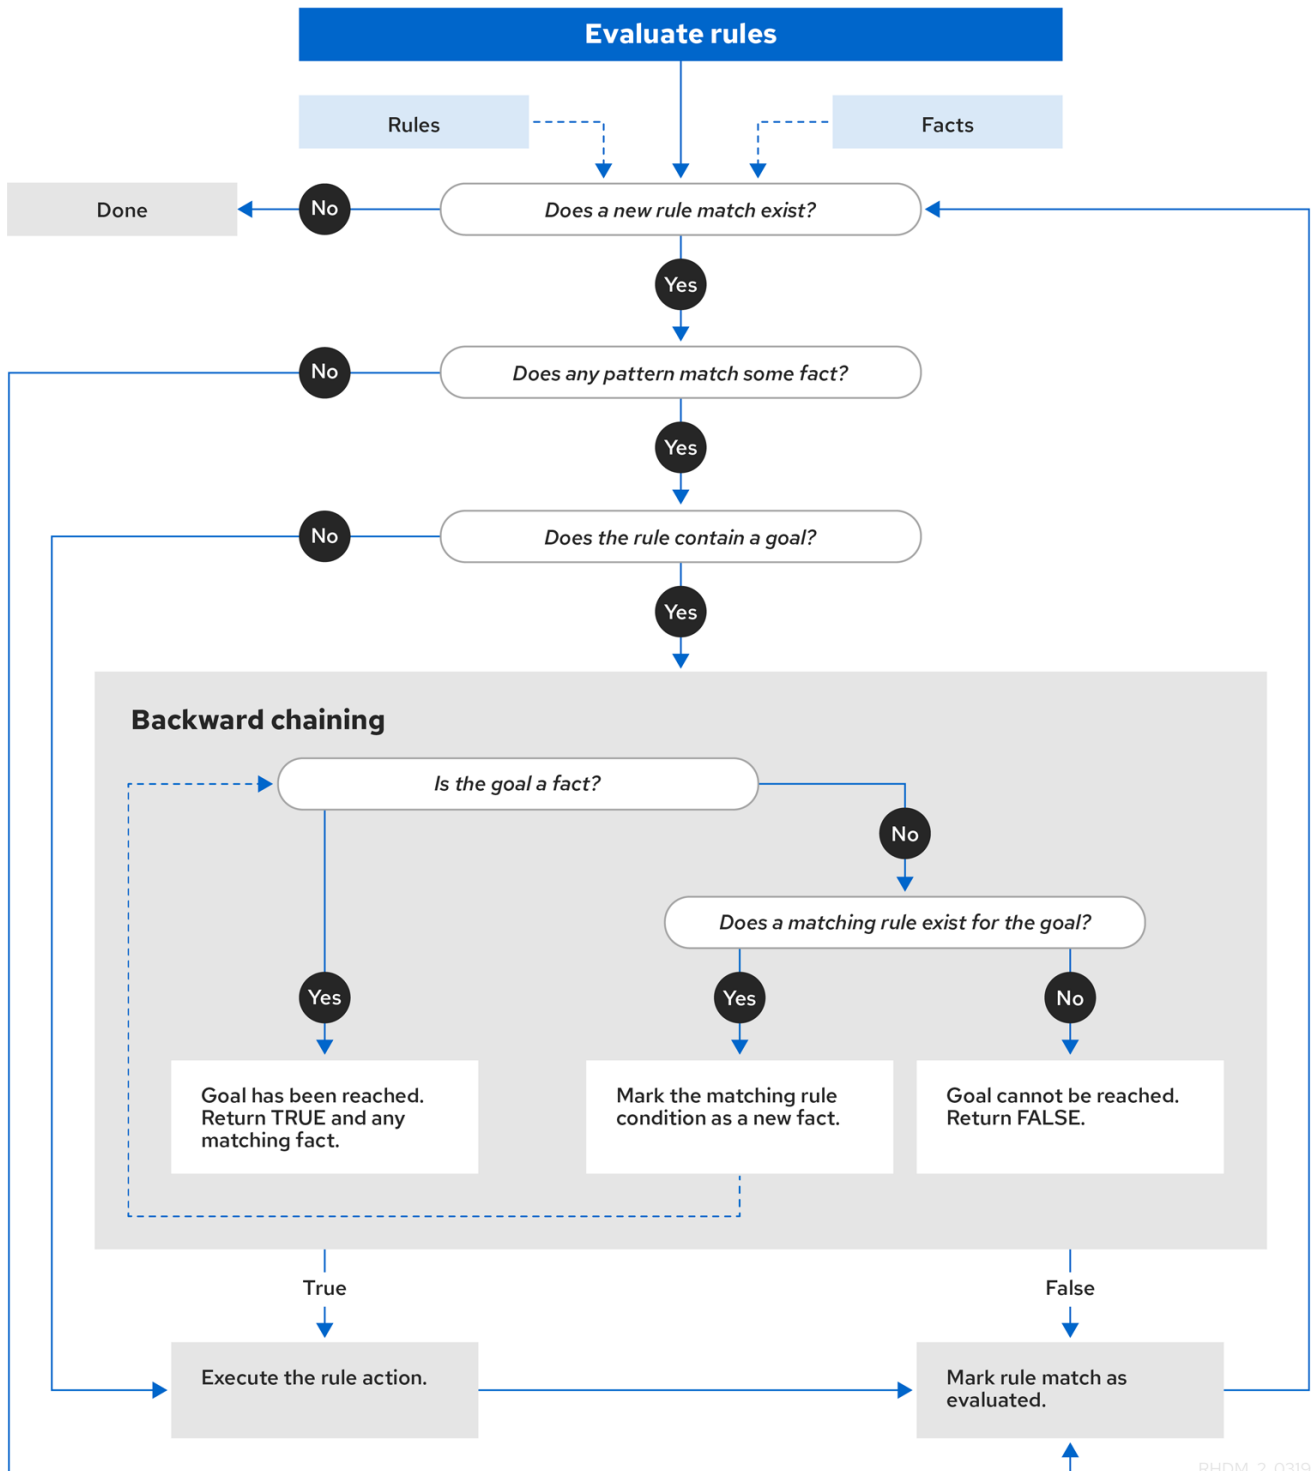 Evaluate rules
Rules
Facts
Done
No
Does a new rule match exist?
Yes
No
Does any pattern match some fact?
Yes
No
Does the rule contain a goal?
Yes
Backward chaining
Is the goal a fact?
No
Does a matching rule exist for the goal?
Yes
Yes
No
Goal has been reached.
Return TRUE and any
matching fact.
Mark the matching rule
condition as a new fact.
Goal cannot be reached.
Return FALSE.
True
False
Execute the rule action.
Mark rule match as
evaluated.
RHDM_2_0319